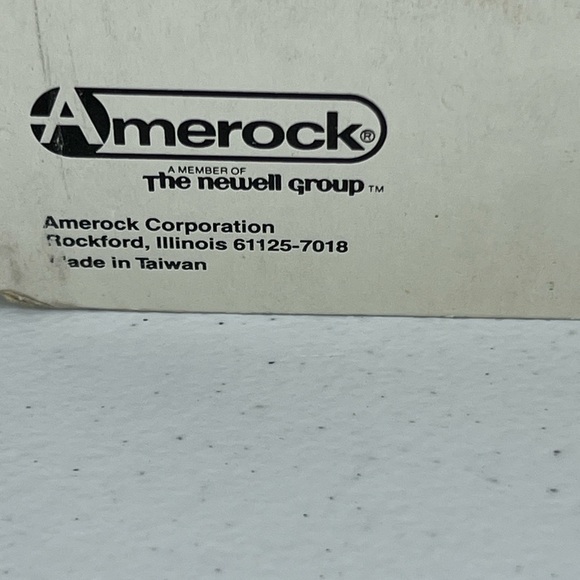 Amerock®
A MEMBER OF
The newell group™
Amerock Corporation
Rockford, Illinois 61125-7018
Made in Taiwan